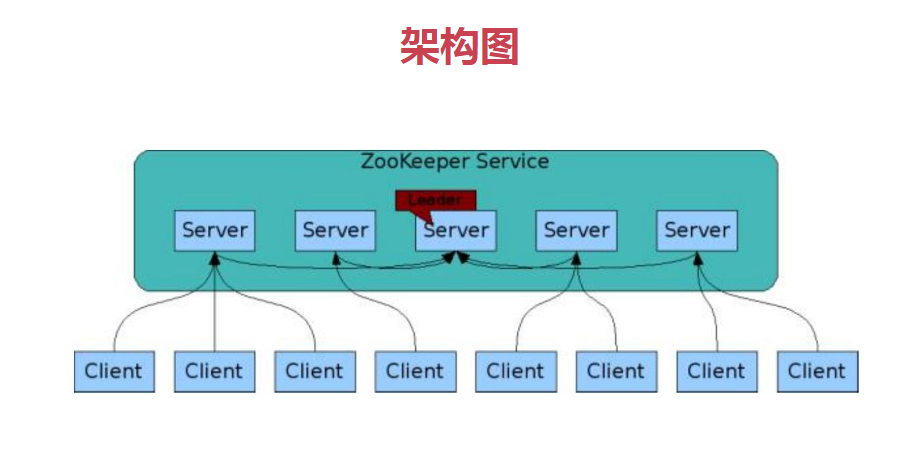 架构图
ZooKeeper Service
Leader
Server Server Server Server Server
Client Client Client Client Client Client Client Client